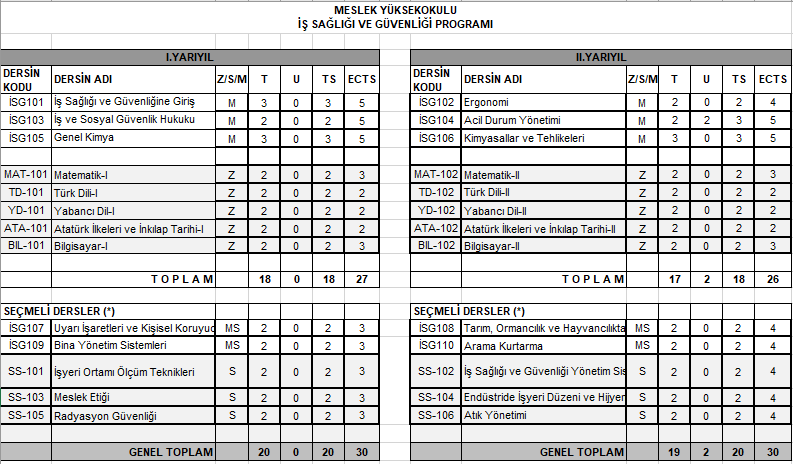 MESLEK YÜKSEKOKULU
İŞ SAĞLIĞI VE GÜVENLİĞİ PROGRAMI
I.YARIYIL
DERSİN KODU DERSİN ADI Z/S/M T U TS ECTS
İSG101 İş Sağlığı ve Güvenliğine Giriş M 3 0 3 5
İSG103 İş ve Sosyal Güvenlik Hukuku M 2 0 2 5
İSG105 Genel Kimya M 3 0 3 5
MAT-101 Matematik-I Z 2 0 2 3
TD-101 Türk Dili-I Z 2 0 2 2
YD-101 Yabancı Dil-I Z 2 0 2 2
ATA-101 Atatürk İlkeleri ve İnkılap Tarihi-I Z 2 0 2 2
BIL-101 Bilgisayar-I Z 2 0 2 3
TOPLAM 18 0 18 27
SEÇMELİ DERSLER (*)
İSG107 Uyarı İşaretleri ve Kişisel Koruyuc MS 2 0 2 3
İSG109 Bina Yönetim Sistemleri MS 2 0 2 3
SS-101 İşyeri Ortamı Ölçüm Teknikleri S 2 0 2 3
SS-103 Meslek Etiği S 2 0 2 3
SS-105 Radyasyon Güvenliği S 2 0 2 3
GENEL TOPLAM 20 0 20 30
II.YARIYIL
DERSİN KODU DERSİN ADI Z/S/M T U TS ECTS
İSG102 Ergonomi M 2 0 2 4
İSG104 Acil Durum Yönetimi M 2 2 3 5
İSG106 Kimyasallar ve Tehlikeleri M 3 0 3 5
MAT-102 Matematik-II Z 2 0 2 3
TD-102 Türk Dili-II Z 2 0 2 2
YD-102 Yabancı Dil-II Z 2 0 2 2
ATA-102 Atatürk İlkeleri ve İnkılap Tarihi-II Z 2 0 2 2
BIL-102 Bilgisayar-II Z 2 0 2 3
TOPLAM 17 2 18 26
SEÇMELİ DERSLER (*)
İSG108 Tarım, Ormancılık ve Hayvancılıkta MS 2 0 2 4
İSG110 Arama Kurtarma MS 2 0 2 4
SS-102 İş Sağlığı ve Güvenliği Yönetim Sis S 2 0 2 4
SS-104 Endüstride İşyeri Düzeni ve Hijyen S 2 0 2 4
SS-106 Atık Yönetimi S 2 0 2 4
GENEL TOPLAM 19 2 20 30